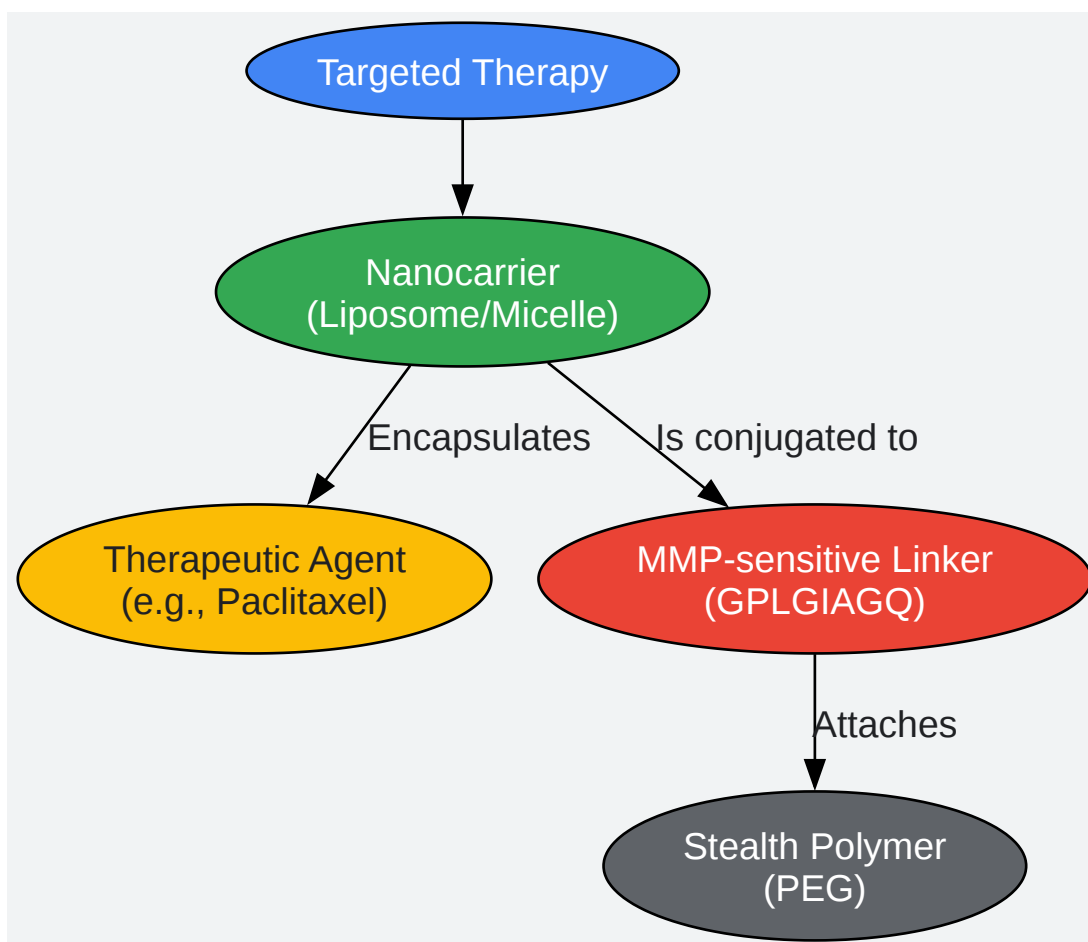 Targeted Therapy
Nanocarrier
(Liposome/Micelle)
Encapsulates
Is conjugated to
Therapeutic Agent
(e.g., Paclitaxel)
MMP-sensitive Linker
(GPLGIAGQ)
Attaches
Stealth Polymer
(PEG)